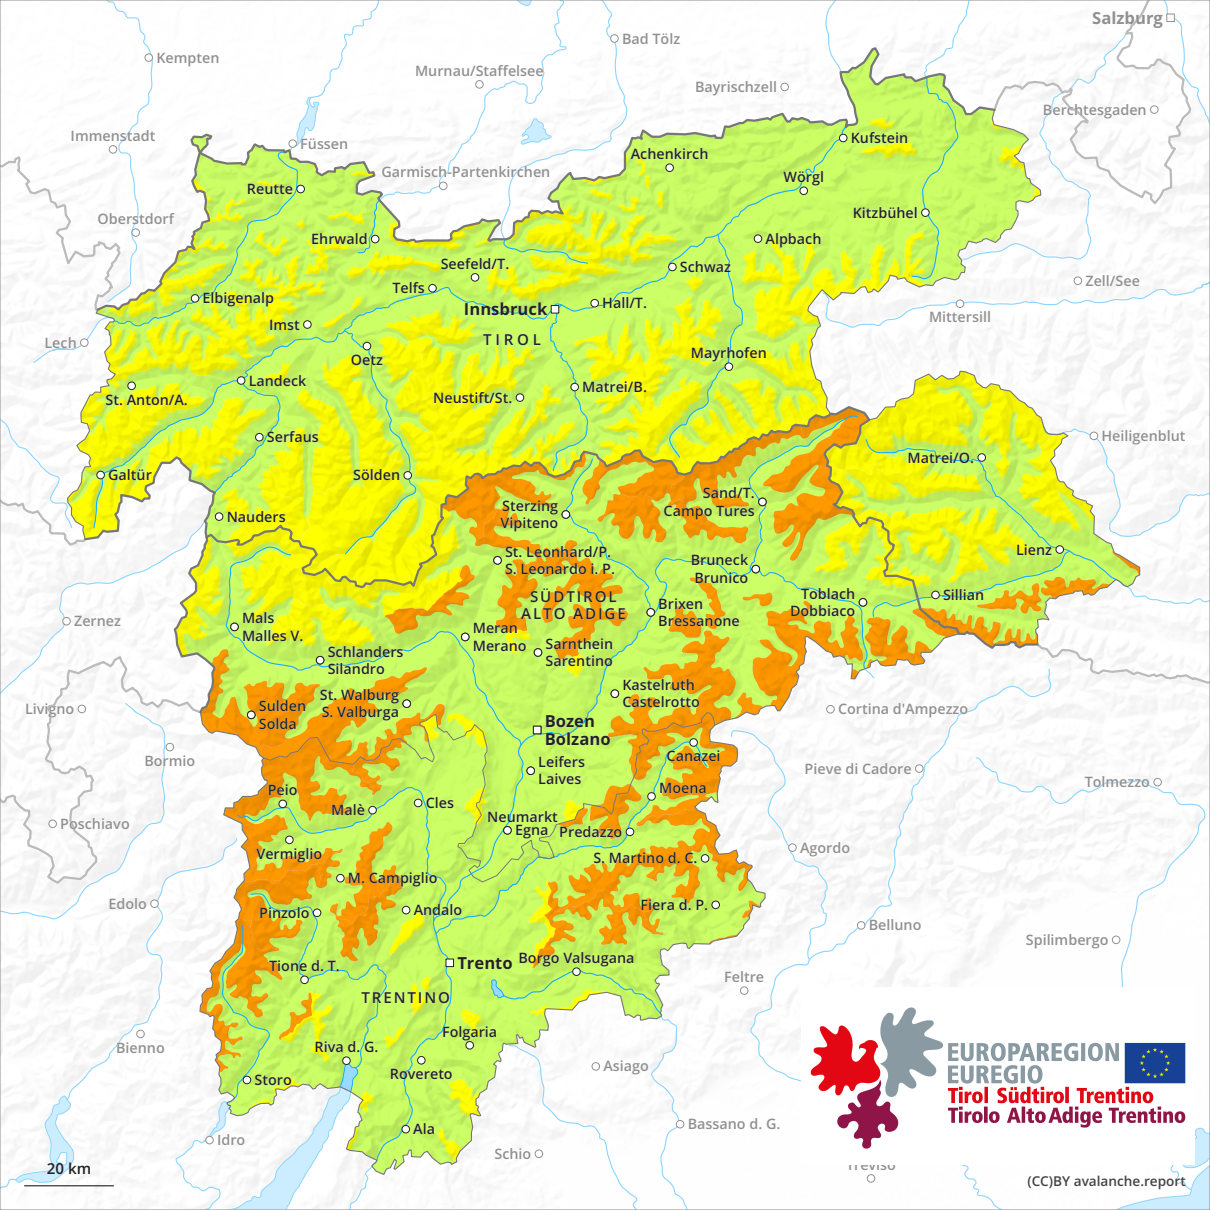 Salzburg
Bad Tölz
Kempten
Murnau/Staffelsee
Bayrischzell
Berchtesgaden
Immenstadt
Füssen
Kufstein
Achenkirch
Garmisch-Partenkirchen
Wörgl
Reutte
Oberstdorf
Kitzbühel
Ehrwald
Alpbach
Seefeld/T.
Schwaz
Zell/See
Telfs
Elbigenalp
Hall/T.
Innsbruck
Mittersill
Imst
TIROL
Lech
Oetz
Mayrhofen
Landeck
St. Anton/A.
Matrei/B.
Neustift/St.
Serfaus
Heiligenblut
Matrei/O.
Galtür
Sölden
Sand/T.
Campo Tures
Sterzing
Vipiteno
Nauders
St. Leonhard/P.
S. Leonardo i. P.
Lienz
Bruneck
Brunico
SÜDTIROL
ALTO ADIGE
Toblach
Dobbiaco
Sillian
Brixen
Bressanone
Zernez
Mals
Malles V.
Meran
Merano
Sarnthein
Sarentino
Schlanders
Silandro
Kastelruth
Castelrotto
St. Walburg
S. Valburga
Sulden
Solda
Livigno
Cortina d'Ampezzo
Bozen
Bolzano
Canazei
Bormio
Leifers
Laives
Pieve di Cadore
Tolmezzo
Peio
Moena
Malè
Cles
Neumarkt
Egna
Predazzo
Poschiavo
Vermiglio
S. Martino d. C.
Agordo
M. Campiglio
Edolo
Pinzolo
Andalo
Fiera d. P.
Belluno
Spilimbergo
Trento
Borgo Valsugana
Tione d. T.
Feltre
TRENTINO
Folgaria
Bienno
Riva d. G.
Rovereto
Asiago
Storo
EUROPAREGION
EUREGIO
Tirol Südtirol Trentino
Tirolo Alto Adige Trentino
Ala
Bassano d. G.
Idro
Schio
Treviso
20 km
(CC)BY avalanche.report